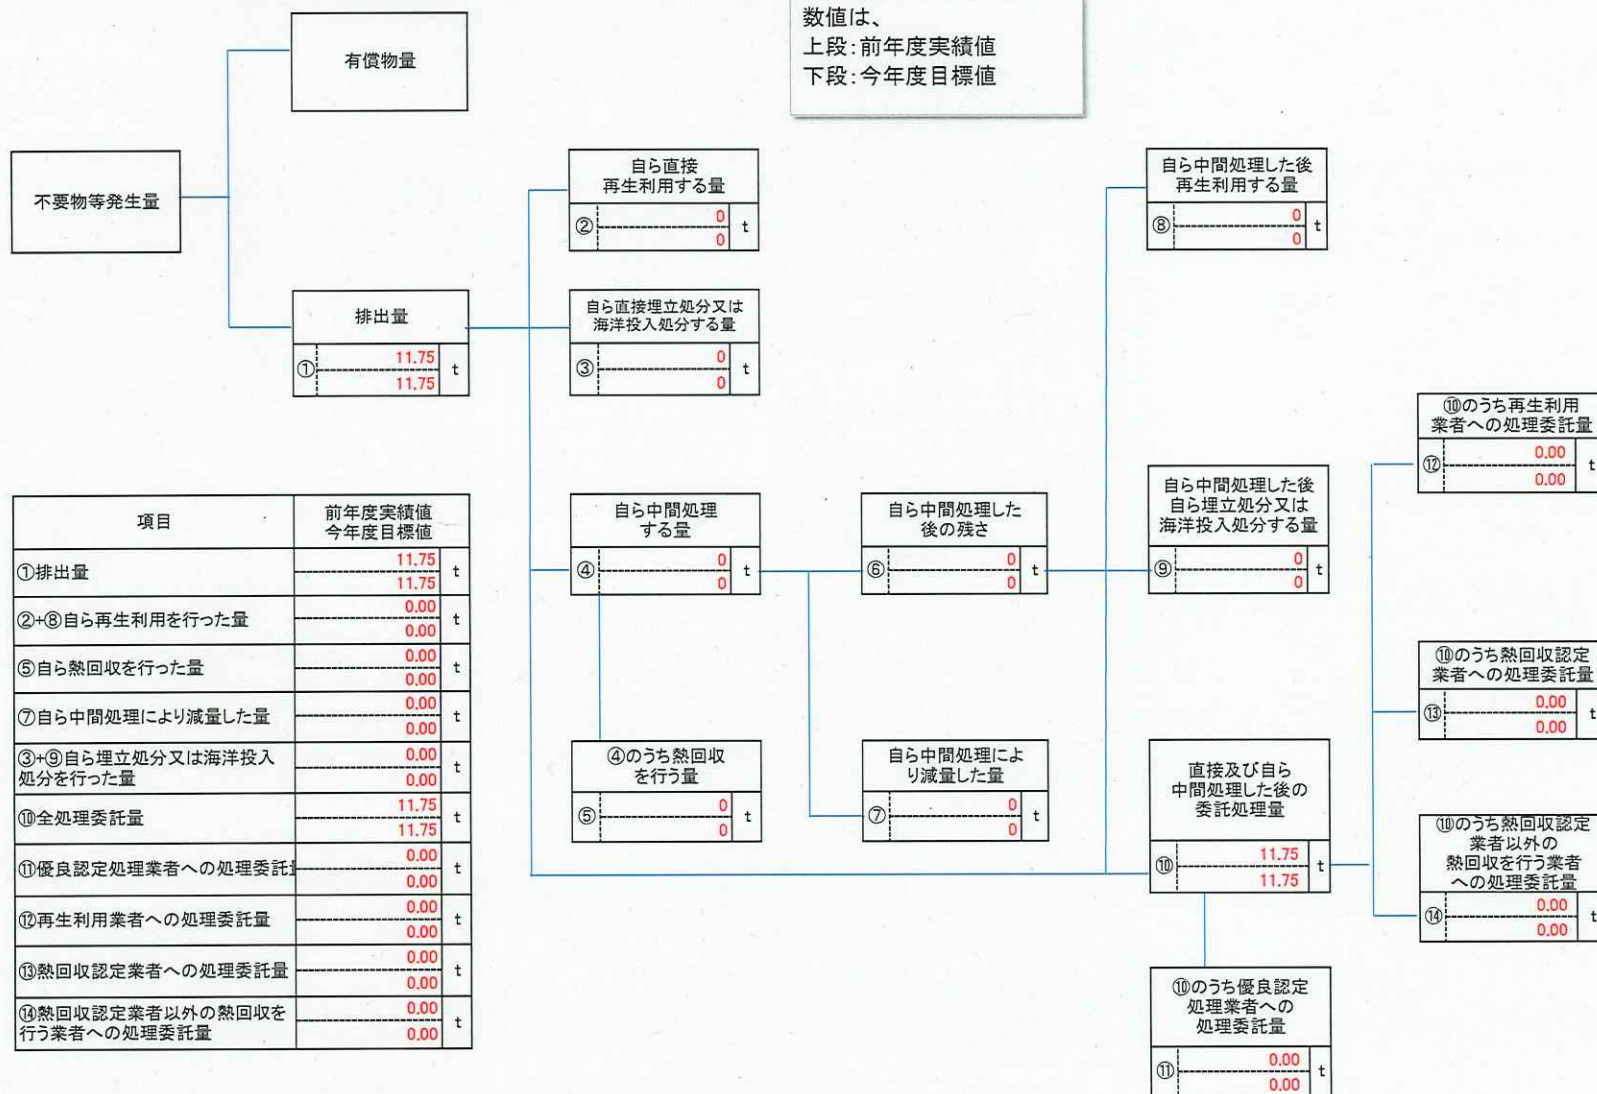 数値は、
上段:前年度実績値
下段:今年度目標値
有償物量
不要物等発生量
排出量
①
11.75
11.75
t
自ら直接
再生利用する量
②
0
0
t
自ら直接埋立処分又は
海洋投入処分する量
③
0
0
t
自ら中間処理
する量
④
0
0
t
④のうち熱回収
を行う量
⑤
0
0
t
自ら中間処理した
後の残さ
⑥
0
0
t
自ら中間処理によ
り減量した量
⑦
0
0
t
自ら中間処理した後
再生利用する量
⑧
0
0
t
自ら中間処理した後
自ら埋立処分又は
海洋投入処分する量
⑨
0
0
t
直接及び自ら
中間処理した後の
委託処理量
⑩
11.75
11.75
t
⑩のうち優良認定
処理業者への
処理委託量
⑪
0.00
0.00
t
⑩のうち再生利用
業者への処理委託量
⑫
0.00
0.00
t
⑩のうち熱回収認定
業者への処理委託量
⑬
0.00
0.00
t
⑩のうち熱回収認定
業者以外の
熱回収を行う業者
への処理委託量
⑭
0.00
0.00
t
項目
前年度実績値
今年度目標値
①排出量
11.75
11.75
t
②+⑧自ら再生利用を行った量
0.00
0.00
t
⑤自ら熱回収を行った量
0.00
0.00
t
⑦自ら中間処理により減量した量
0.00
0.00
t
③+⑨自ら埋立処分又は海洋投入
処分を行った量
0.00
0.00
t
⑩全処理委託量
11.75
11.75
t
⑪優良認定処理業者への処理委託
0.00
0.00
t
⑫再生利用業者への処理委託量
0.00
0.00
t
⑬熱回収認定業者への処理委託量
0.00
0.00
t
⑭熱回収認定業者以外の熱回収を
行う業者への処理委託量
0.00
0.00
t